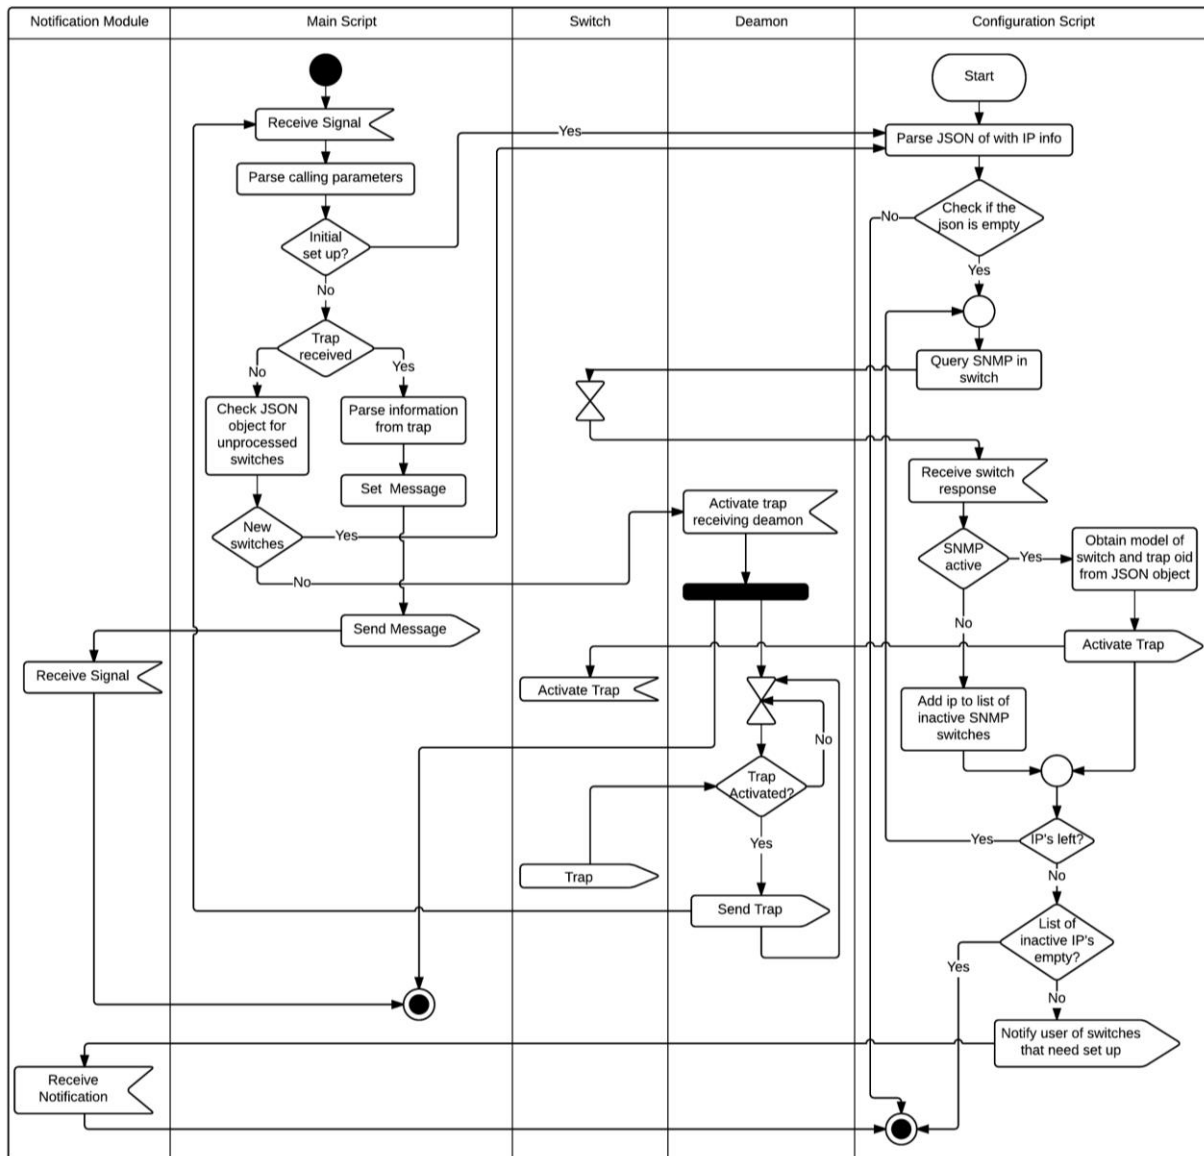 Notification Module
Main Script
Switch
Deamon
Configuration Script
Start
Receive Signal
Yes
Parse JSON of with IP info
Parse calling parameters
Check if the
json is empty
No
Initial
set up?
Yes
No
Trap
received
No
Yes
Query SNMP in
switch
Check JSON
object for
unprocessed
switches
Parse information
from trap
Receive switch
response
Set Message
Activate trap
receiving deamon
New
switches
Yes
SNMP
active
Yes
Obtain model of
switch and trap oid
from JSON object
No
No
Send Message
Activate Trap
Receive Signal
Activate Trap
Add ip to list of
inactive SNMP
switches
No
Trap
Activated?
Yes
IP's left?
Yes
No
Trap
Send Trap
List of
inactive IP's
empty?
Yes
No
Notify user of switches
that need set up
Receive
Notification